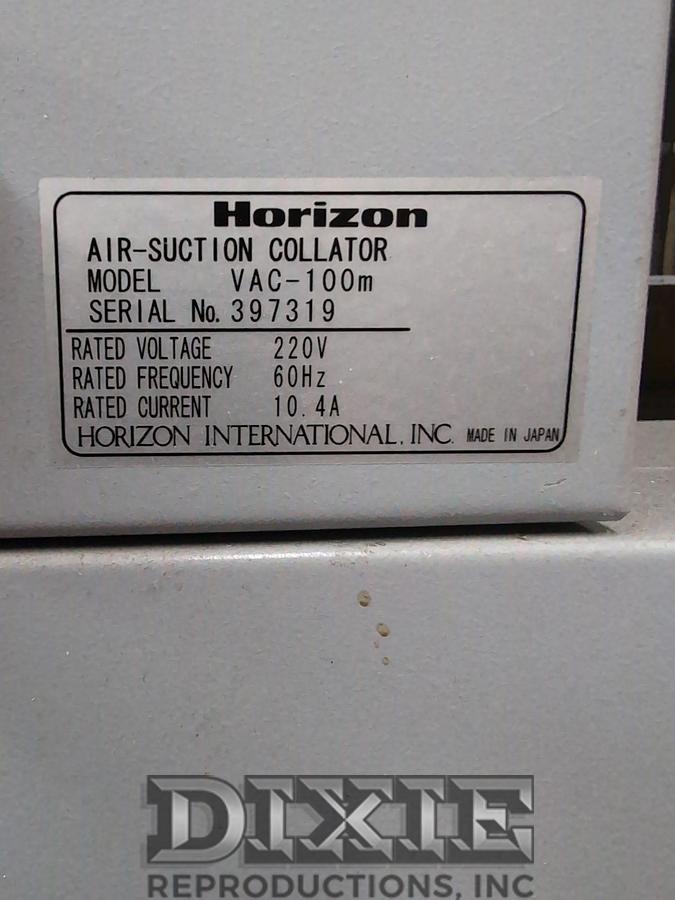 Horizon
AIR-SUCTION COLLATOR
MODEL VAC-100m
SERIAL No. 397319
RATED VOLTAGE 220V
RATED FREQUENCY 60Hz
RATED CURRENT 10.4A
HORIZON INTERNATIONAL, INC. MADE IN JAPAN
DIXIE
REPRODUCTIONS, INC